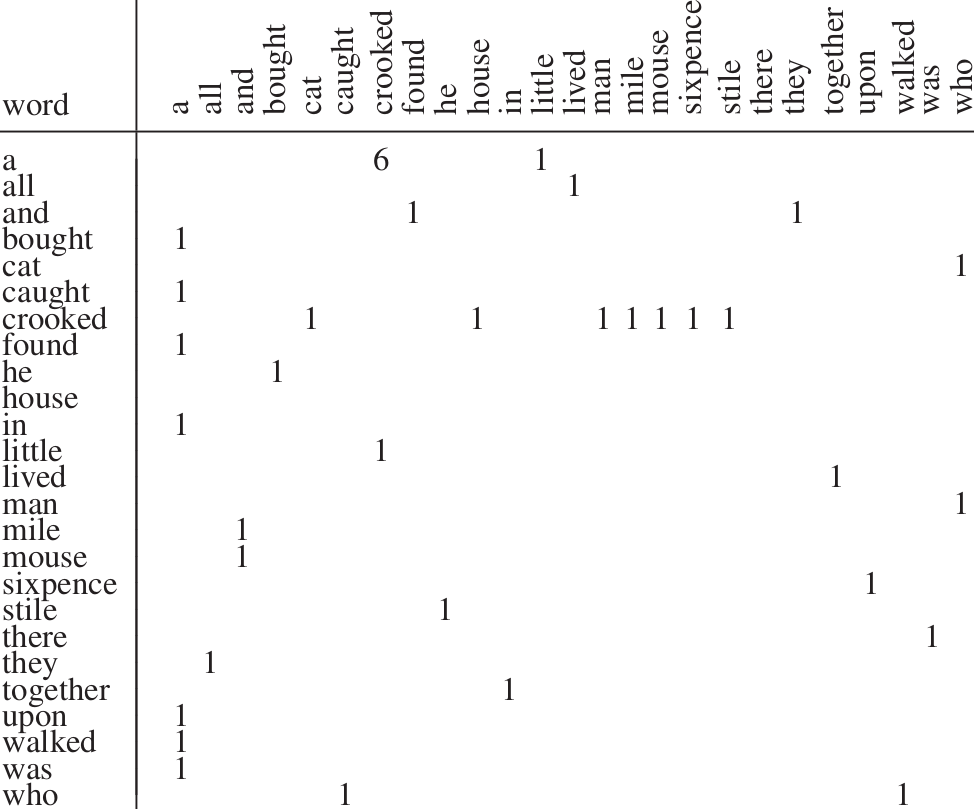 word a all and bought cat caught crooked found he house in little lived man mile mouse sixpence stile there they together upon walked was who
a 6 1
all 1
and 1 1
bought 1
cat 1
caught 1
crooked 1 1 1 1 1 1 1
found 1
he 1
house
in 1
little 1
lived 1
man 1
mile 1
mouse 1
sixpence 1
stile 1
there 1
they 1
together 1
upon 1
walked 1
was 1
who 1 1